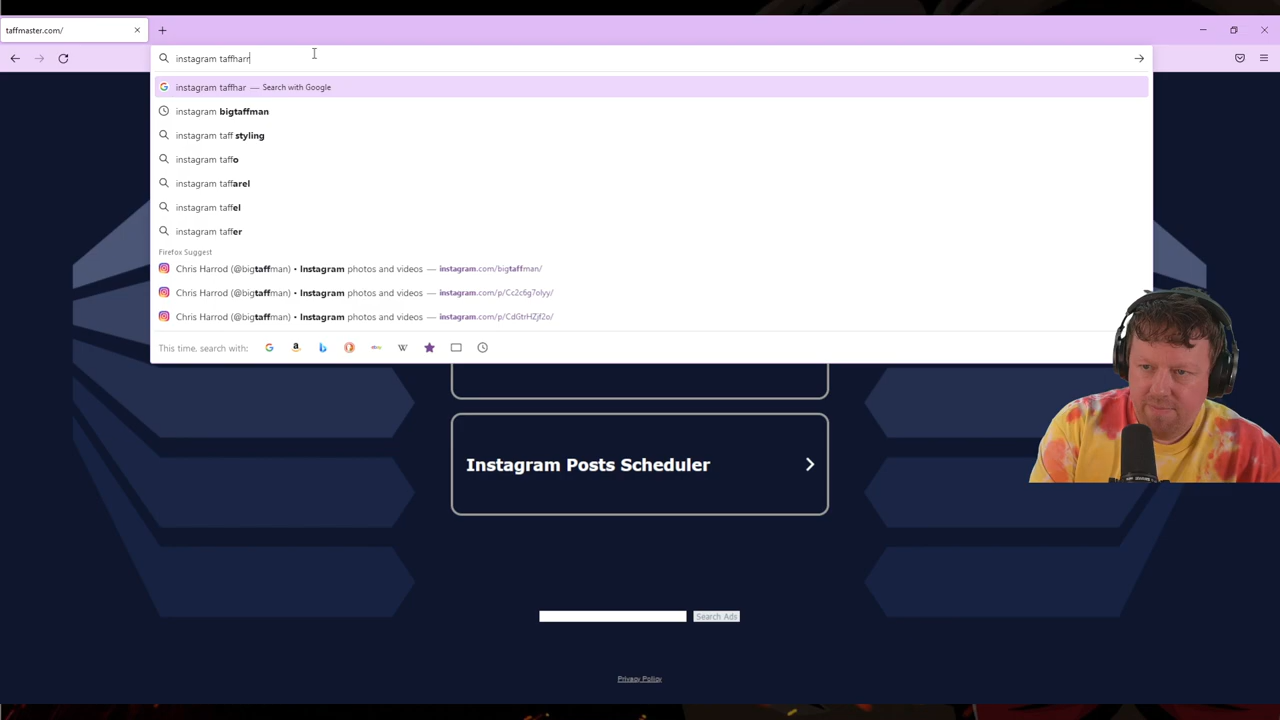 taffmaster.com/
instagram taffharr
instagram taffhar — Search with Google
instagram bigtaffman
instagram taff styling
instagram taffo
instagram taffarel
instagram taffel
instagram taffer
Firefox Suggest
Chris Harrod (@bigtaffman) • Instagram photos and videos — instagram.com/bigtaffman/
Chris Harrod (@bigtaffman) • Instagram photos and videos — instagram.com/p/Cc2c6g7olyy/
Chris Harrod (@bigtaffman) • Instagram photos and videos — instagram.com/p/CdGtrHZjf2o/
This time, search with:
Instagram Posts Scheduler
Search Ads
Privacy Policy